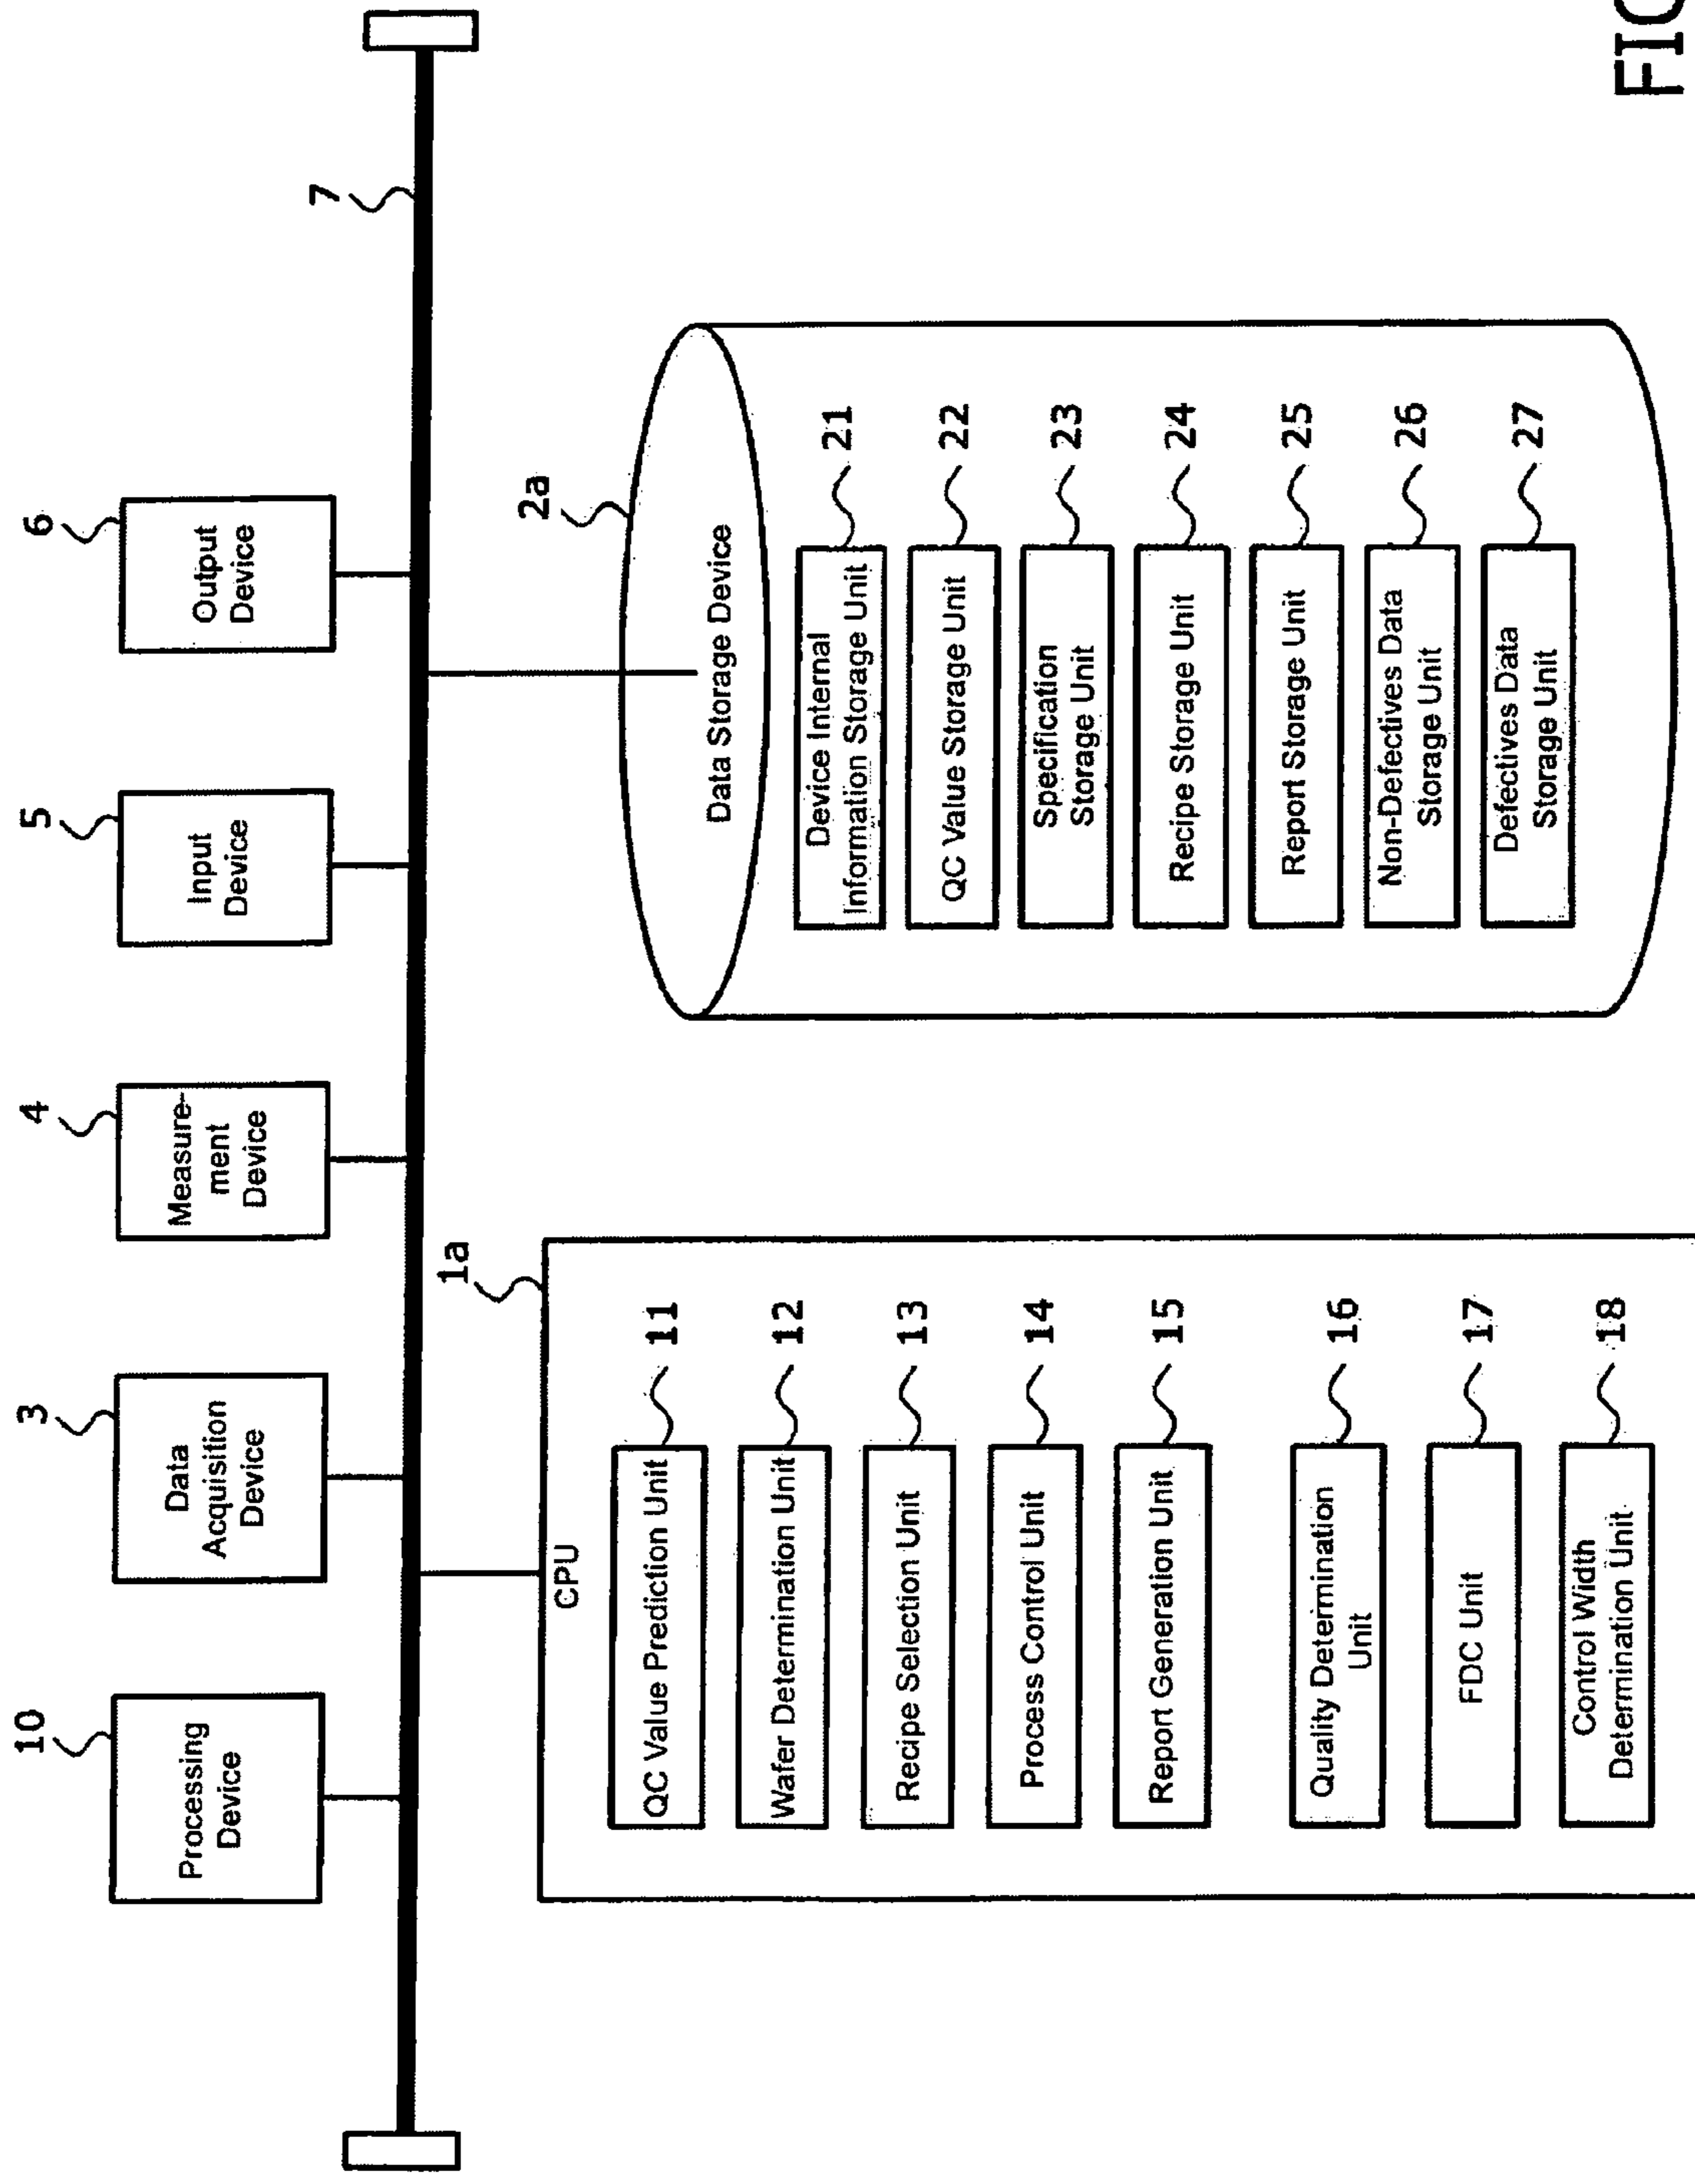 10
Processing
Device
3
Data
Acquisition
Device
4
Measure-
ment
Device
5
Input
Device
6
Output
Device
7
1a
CPU
QC Value Prediction Unit
11
Wafer Determination Unit
12
Recipe Selection Unit
13
Process Control Unit
14
Report Generation Unit
15
Quality Determination
Unit
16
FDC Unit
17
Control Width
Determination Unit
18
2a
Data Storage Device
Device Internal
Information Storage Unit
21
QC Value Storage Unit
22
Specification
Storage Unit
23
Recipe Storage Unit
24
Report Storage Unit
25
Non-Defectives Data
Storage Unit
26
Defectives Data
Storage Unit
27